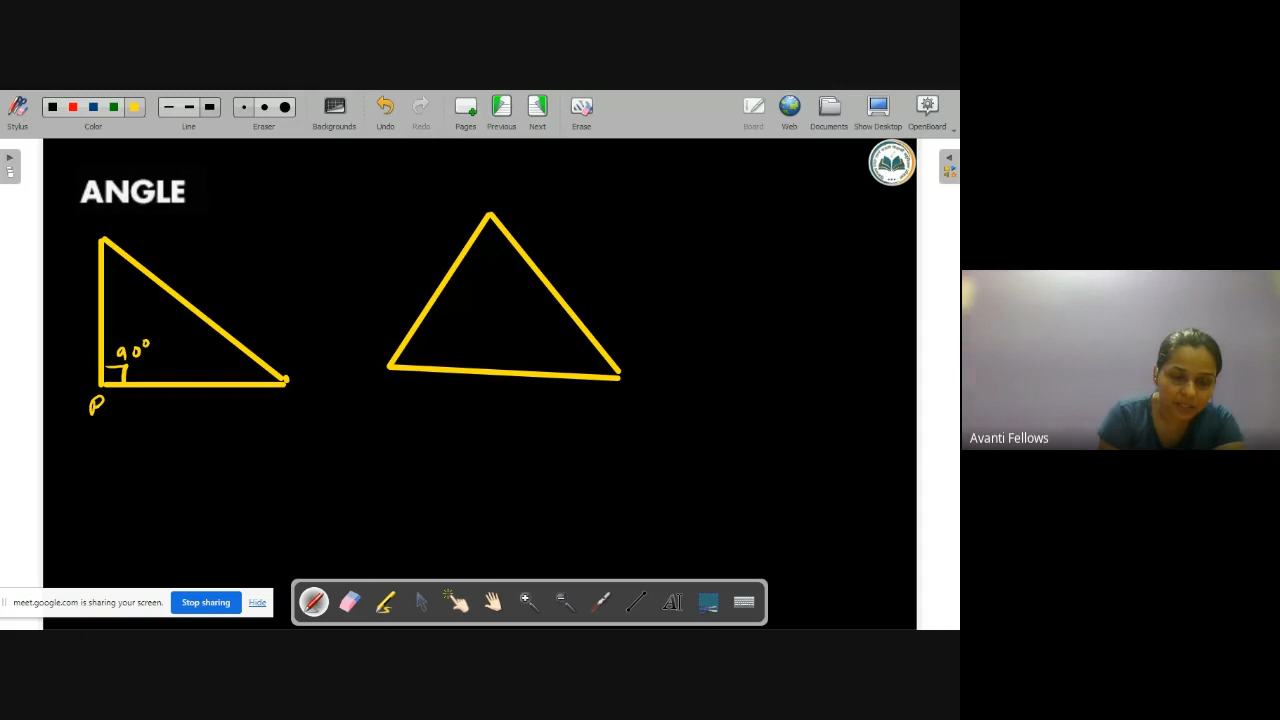 Stylus Color Line Eraser Backgrounds Undo Redo Pages Previous Next Erase Board Web Documents Show Desktop OpenBoard
ANGLE
90°
P
Avanti Fellows
meet.google.com is sharing your screen. Stop sharing Hide
AI